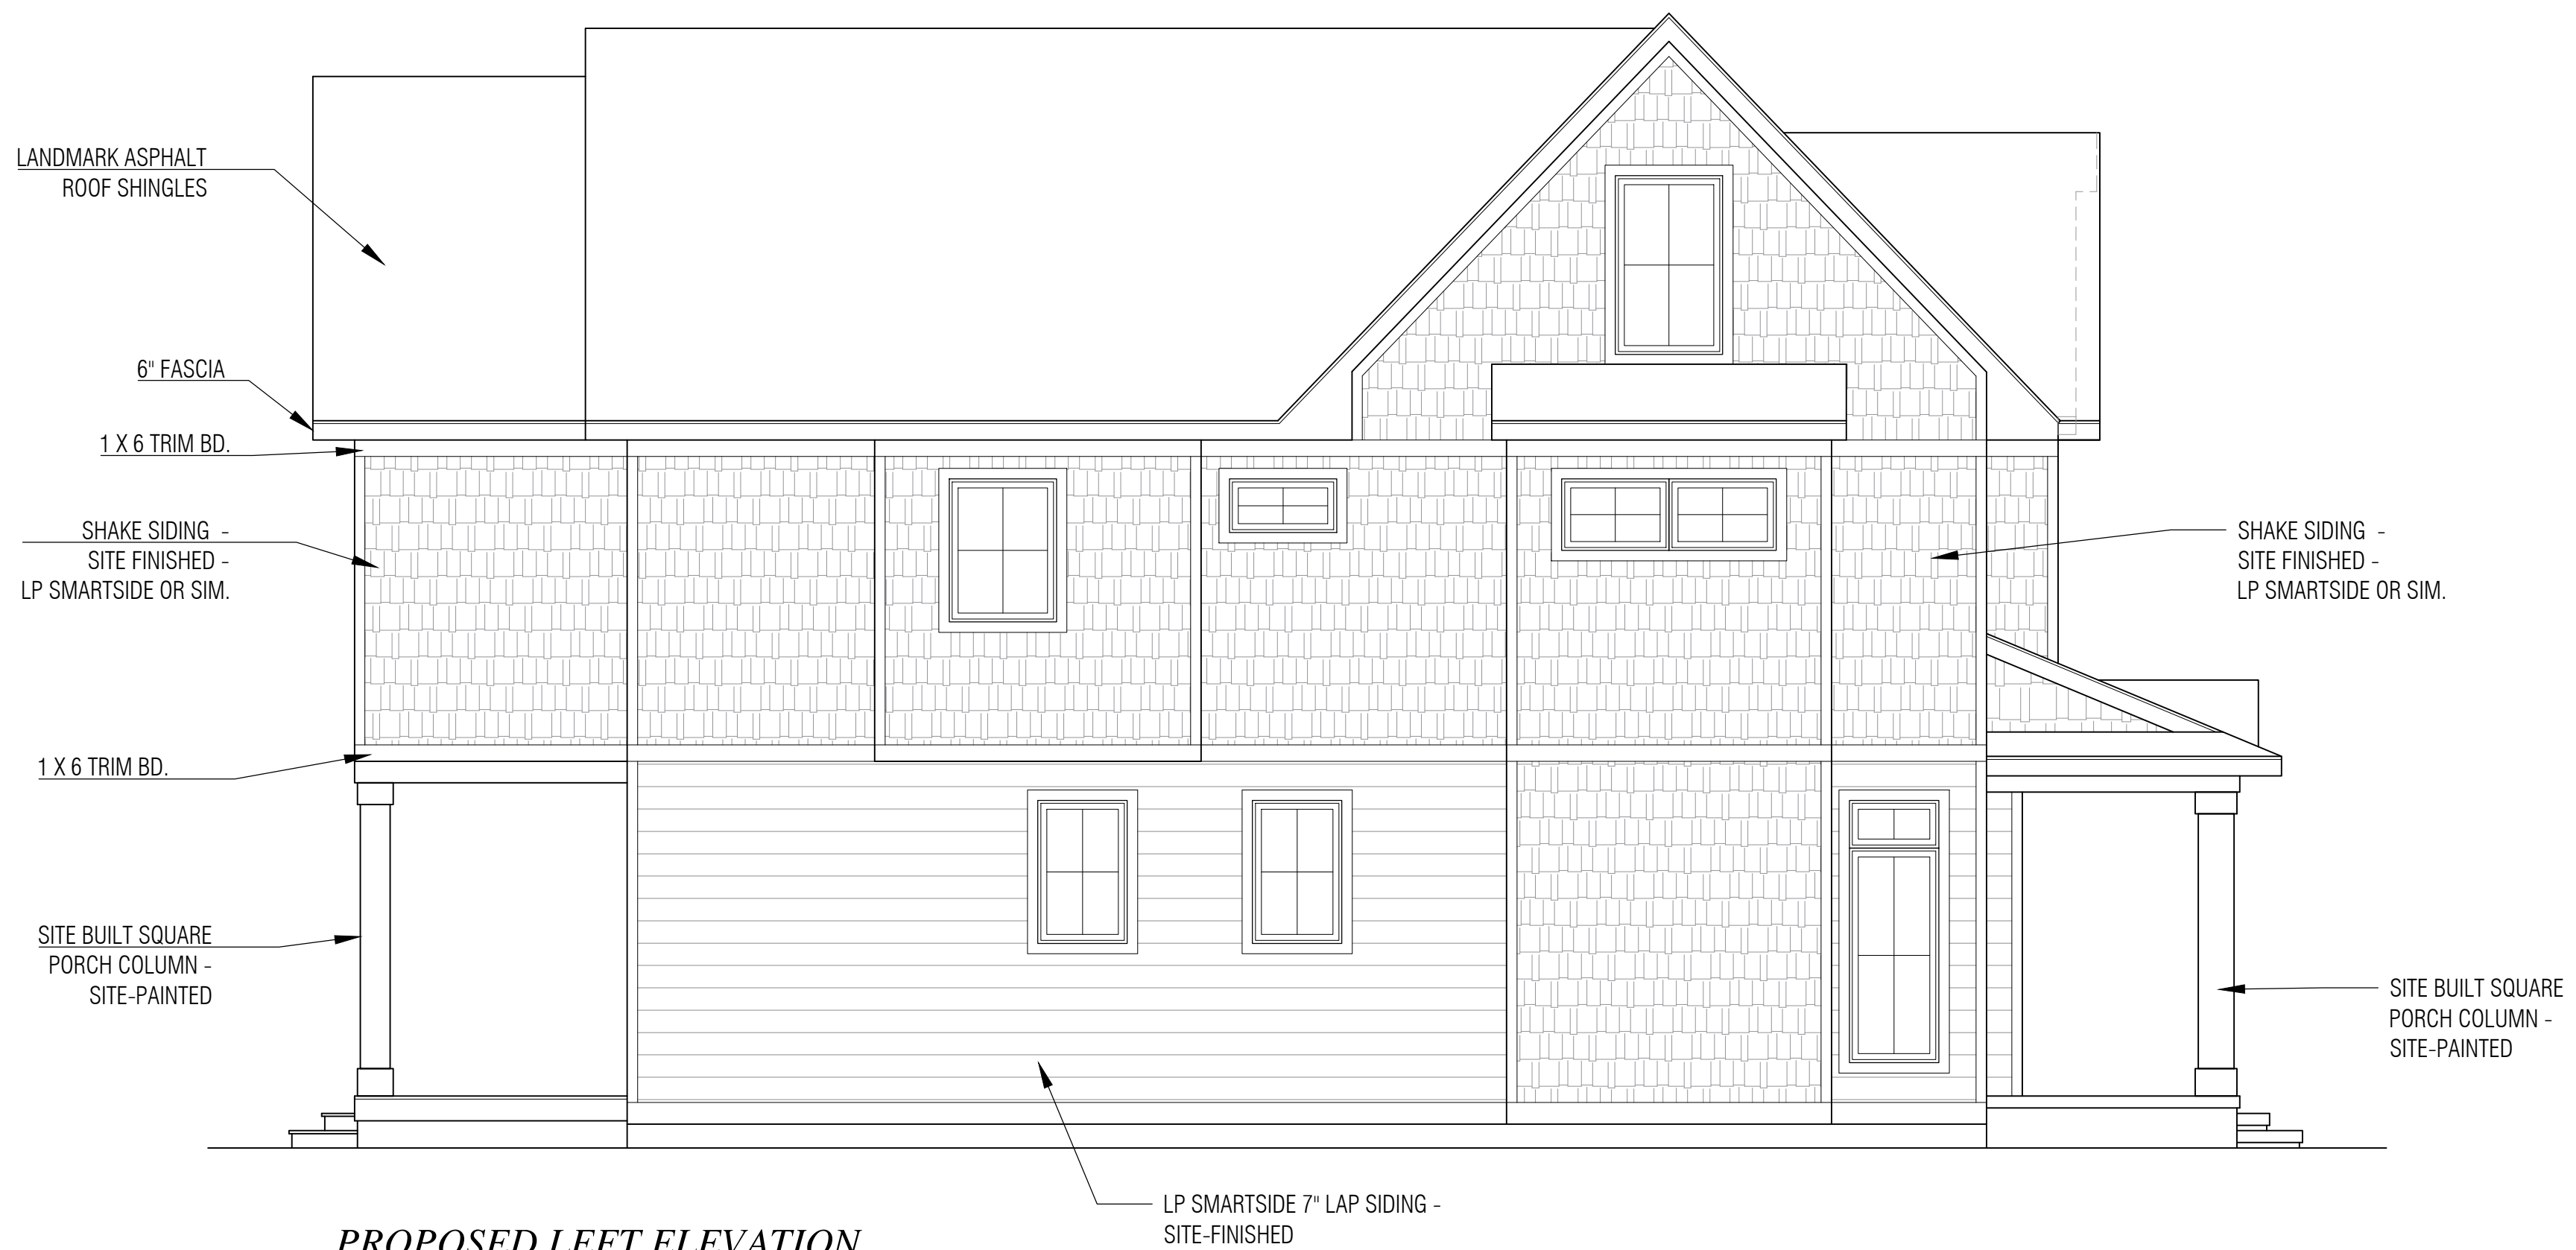 LANDMARK ASPHALT
ROOF SHINGLES
6" FASCIA
1 X 6 TRIM BD.
SHAKE SIDING -
SITE FINISHED -
LP SMARTSIDE OR SIM.
SHAKE SIDING -
SITE FINISHED -
LP SMARTSIDE OR SIM.
1 X 6 TRIM BD.
SITE BUILT SQUARE
PORCH COLUMN -
SITE-PAINTED
SITE BUILT SQUARE
PORCH COLUMN -
SITE-PAINTED
LP SMARTSIDE 7" LAP SIDING -
SITE-FINISHED
PROPOSED LEFT ELEVATION